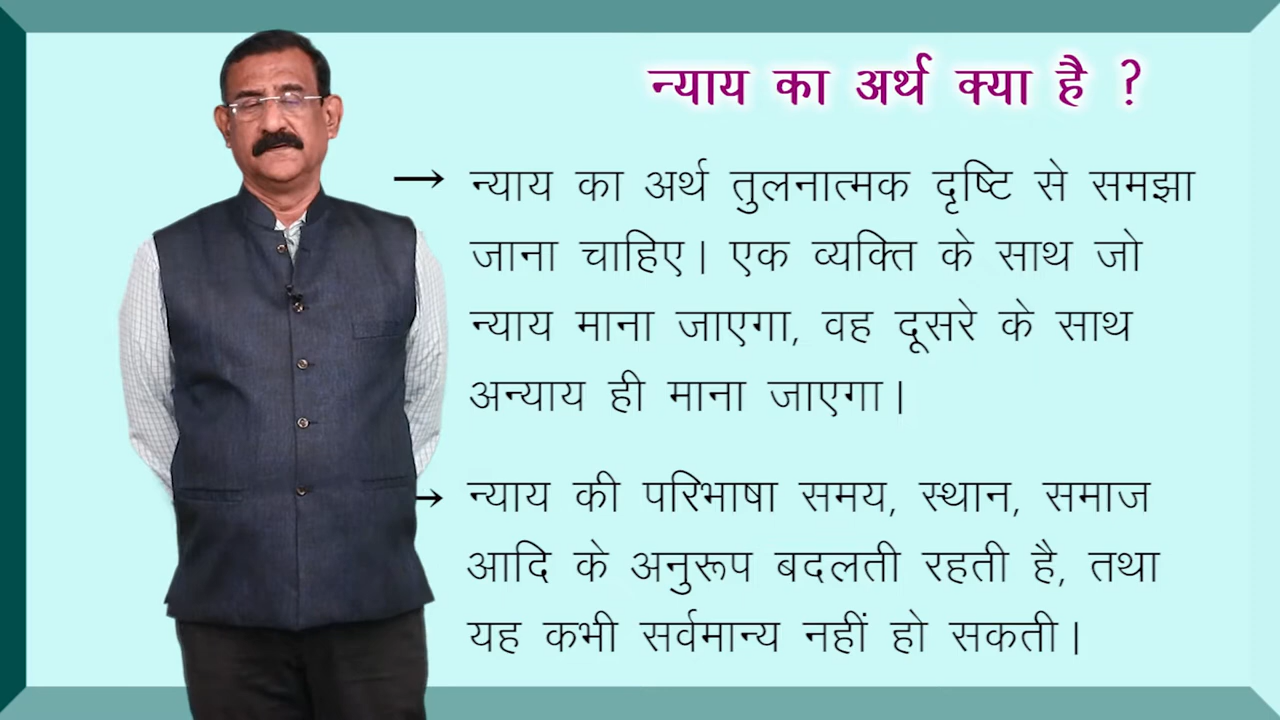 न्याय का अर्थ क्या है ?
→ न्याय का अर्थ तुलनात्मक दृष्टि से समझा
जाना चाहिए। एक व्यक्ति के साथ जो
न्याय माना जाएगा, वह दूसरे के साथ
अन्याय ही माना जाएगा।
→ न्याय की परिभाषा समय, स्थान, समाज
आदि के अनुरूप बदलती रहती है, तथा
यह कभी सर्वमान्य नहीं हो सकती।